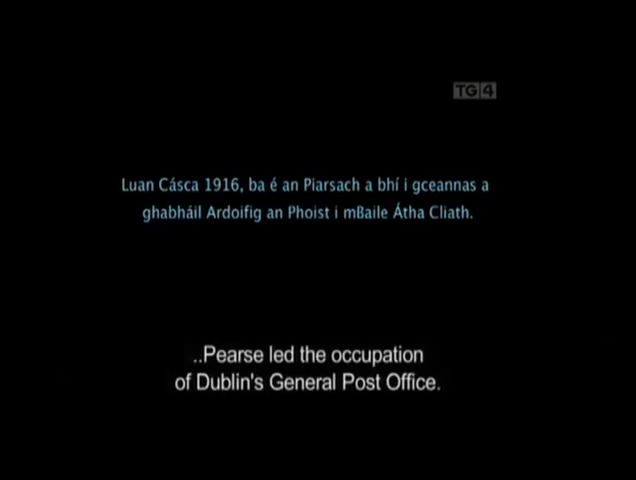 TG4
Luan Cásca 1916, ba é an Piarsach a bhí i gceannas a
ghabháil Ardoifig an Phoist i mBaile Átha Cliath.
..Pearse led the occupation
of Dublin's General Post Office.